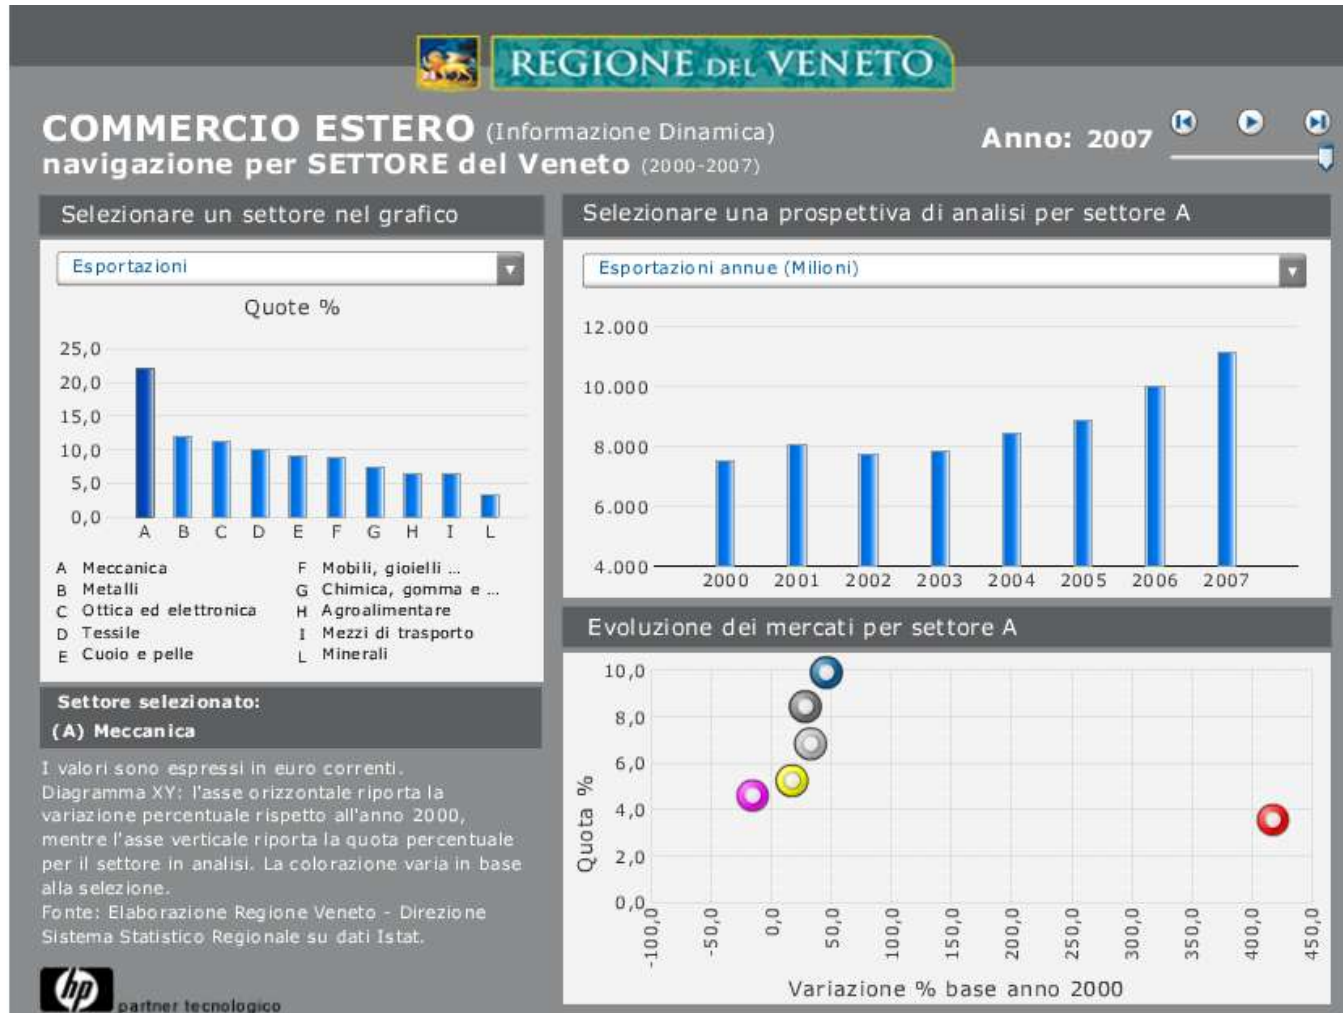 REGIONE DEL VENETO
COMMERCIO ESTERO (Informazione Dinamica)
navigazione per SETTORE del Veneto (2000-2007)
Anno: 2007
Selezionare un settore nel grafico
Esportazioni
Quote %
25,0
20,0
15,0
10,0
5,0
0,0
A B C D E F G H I L
A Meccanica
B Metalli
C Ottica ed elettronica
D Tessile
E Cuoio e pelle
F Mobili, gioielli ...
G Chimica, gomma e ...
H Agroalimentare
I Mezzi di trasporto
L Minerali
Settore selezionato:
(A) Meccanica
I valori sono espressi in euro correnti.
Diagramma XY: l'asse orizzontale riporta la
variazione percentuale rispetto all'anno 2000,
mentre l'asse verticale riporta la quota percentuale
per il settore in analisi. La colorazione varia in base
alla selezione.
Fonte: Elaborazione Regione Veneto - Direzione
Sistema Statistico Regionale su dati Istat.
hp
partner tecnologico
Selezionare una prospettiva di analisi per settore A
Esportazioni annue (Milioni)
12.000
10.000
8.000
6.000
4.000
2000 2001 2002 2003 2004 2005 2006 2007
Evoluzione dei mercati per settore A
Quota %
10,0
8,0
6,0
4,0
2,0
0,0
-100,0 -50,0 0,0 50,0 100,0 150,0 200,0 250,0 300,0 350,0 400,0 450,0
Variazione % base anno 2000